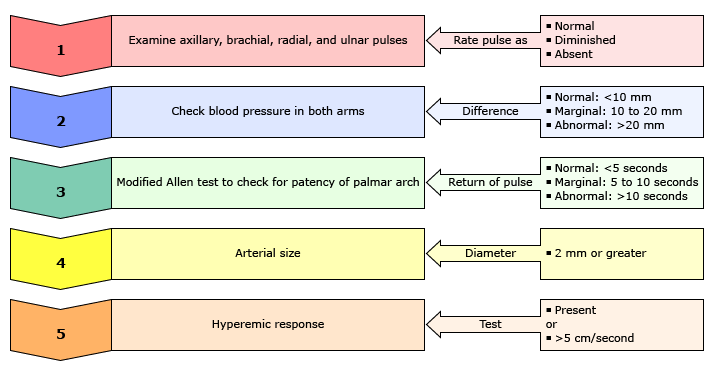 1
Examine axillary, brachial, radial, and ulnar pulses
Rate pulse as
▪ Normal
▪ Diminished
▪ Absent
2
Check blood pressure in both arms
Difference
▪ Normal: <10 mm
▪ Marginal: 10 to 20 mm
▪ Abnormal: >20 mm
3
Modified Allen test to check for patency of palmar arch
Return of pulse
▪ Normal: <5 seconds
▪ Marginal: 5 to 10 seconds
▪ Abnormal: >10 seconds
4
Arterial size
Diameter
▪ 2 mm or greater
5
Hyperemic response
Test
▪ Present
or
▪ >5 cm/second